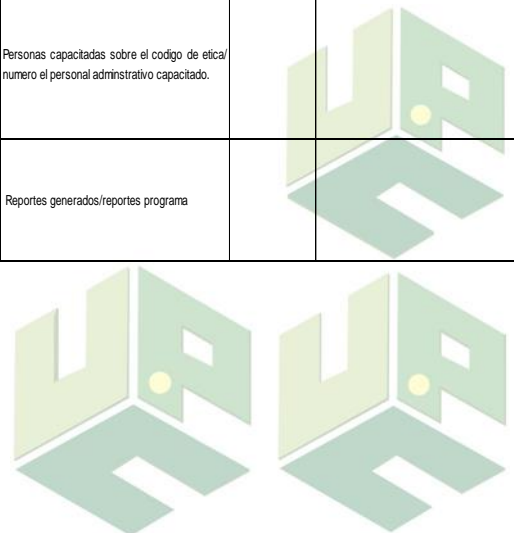 Personas capacitadas sobre el codigo de etica/
numero el personal adminstrativo capacitado.
Reportes generados/reportes programa